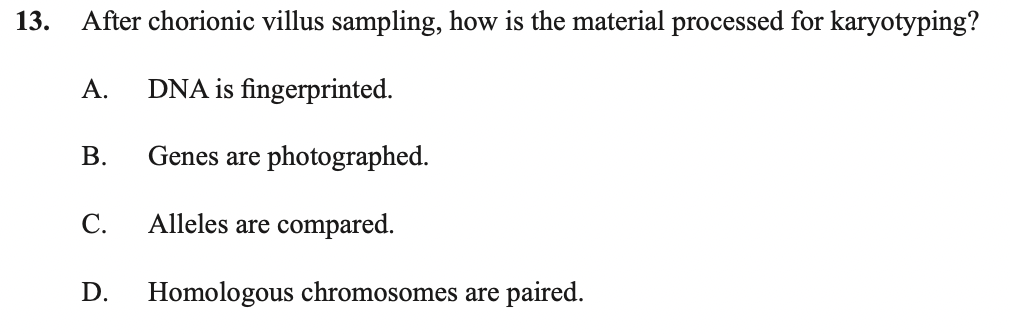 13. After chorionic villus sampling, how is the material processed for karyotyping?
A. DNA is fingerprinted.
B. Genes are photographed.
C. Alleles are compared.
D. Homologous chromosomes are paired.